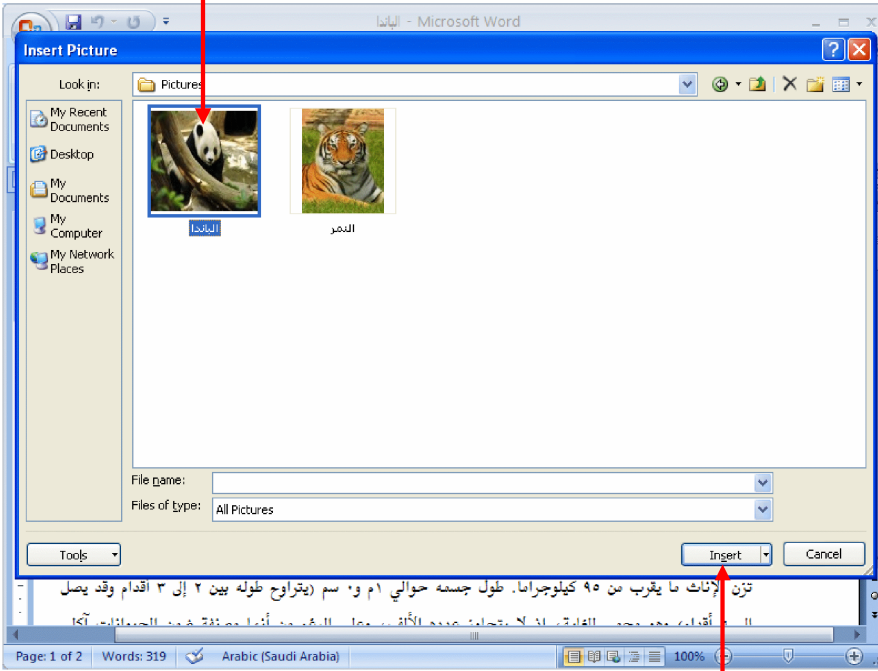 الباندا - Microsoft Word
Insert Picture
Look in:
Pictures
My Recent
Documents
Desktop
My
Documents
My
Computer
My Network
Places
الباندا
النمر
File name:
Files of type:
All Pictures
Tools
Insert
Cancel
تزن الإناث ما يقرب من ٩٥ كيلوجراما. طول جسمه حوالي ١م و٠ سم (يتراوح طوله بين ٢ إلى ٣ أقدام وقد يصل
Page: 1 of 2
Words: 319
Arabic (Saudi Arabia)
100%